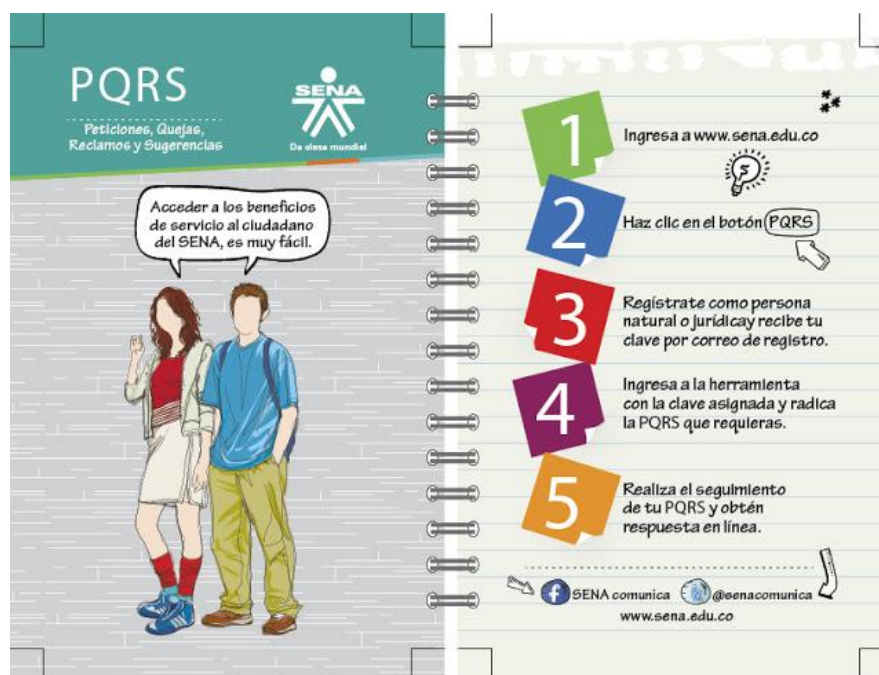 PQRS
Peticiones, Quejas,
Reclamos y Sugerencias
SENA
De clase mundial
Acceder a los beneficios
de servicio al ciudadano
del SENA, es muy fácil.
1
Ingresa a www.sena.edu.co
2
Haz clic en el botón PQRS
3
Regístrate como persona
natural o jurídicay recibe tu
clave por correo de registro.
4
Ingresa a la herramienta
con la clave asignada y radica
la PQRS que requieras.
5
Realiza el seguimiento
de tu PQRS y obtén
respuesta en línea.
SENA comunica @senacomunica
www.sena.edu.co